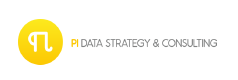 PI DATA STRATEGY & CONSULTING